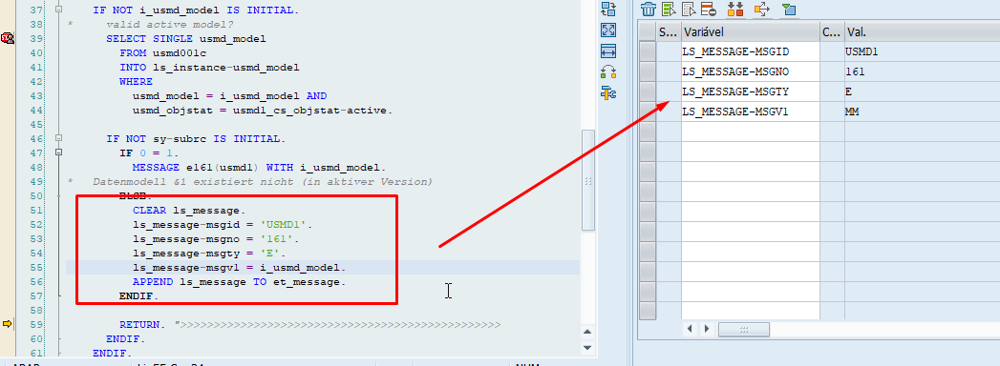 37 IF NOT i_usmd_model IS INITIAL.
38 * valid active model?
39 SELECT SINGLE usmd_model
40 FROM usmd001c
41 INTO ls_instance-usmd_model
42 WHERE
43 usmd_model = i_usmd_model AND
44 usmd_objstat = usmd1_cs_objstat-active.
45
46 IF NOT sy-subrc IS INITIAL.
47 IF 0 = 1.
48 MESSAGE e161(usmd1) WITH i_usmd_model.
49 * Datenmodell &1 existiert nicht (in aktiver Version)
50 ELSE.
51 CLEAR ls_message.
52 ls_message-msgid = 'USMD1'.
53 ls_message-msgno = '161'.
54 ls_message-msgty = 'E'.
55 ls_message-msgv1 = i_usmd_model.
56 APPEND ls_message TO et_message.
57 ENDIF.
58
59 RETURN. ">>>>>>>>>>>>>>>>>>>>>>>>>>>>>>>>>>>>>>>>>>>>>>>>
60 ENDIF.
61 ENDIF.
S... Variável C... Val.
LS_MESSAGE-MSGID USMD1
LS_MESSAGE-MSGNO 161
LS_MESSAGE-MSGTY E
LS_MESSAGE-MSGV1 MM